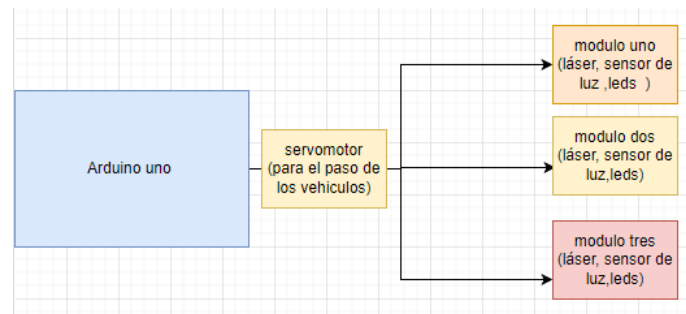 Arduino uno
servomotor
(para el paso de
los vehiculos)
modulo uno
(láser, sensor de
luz ,leds  )
modulo dos
(láser, sensor de
luz,leds)
modulo tres
(láser, sensor de
luz,leds)